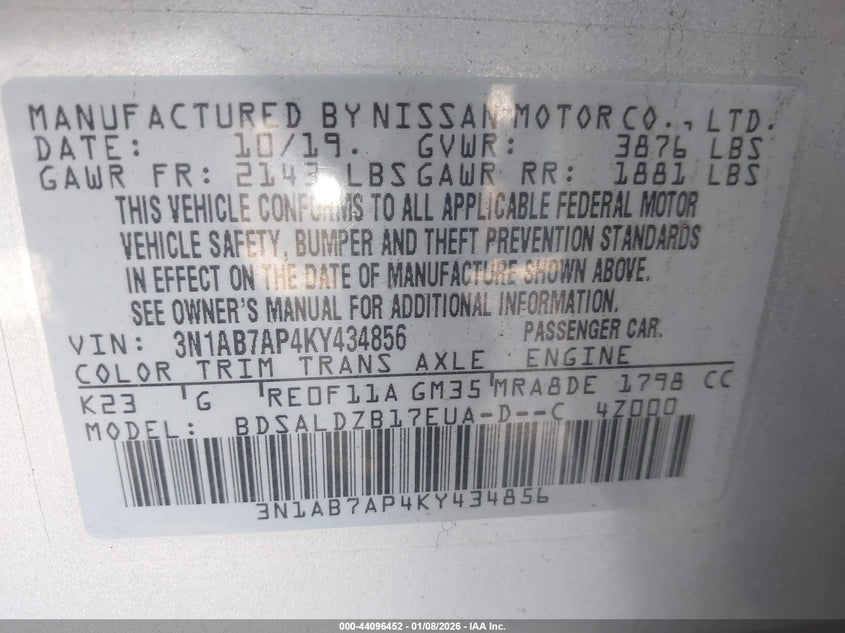 MANUFACTURED BY NISSAN MOTOR CO., LTD.
DATE: 10/19. GVWR: 3876 LBS
GAWR FR: 2143 LBS GAWR RR: 1881 LBS
THIS VEHICLE CONFORMS TO ALL APPLICABLE FEDERAL MOTOR
VEHICLE SAFETY, BUMPER AND THEFT PREVENTION STANDARDS
IN EFFECT ON THE DATE OF MANUFACTURE SHOWN ABOVE.
SEE OWNER'S MANUAL FOR ADDITIONAL INFORMATION.
VIN: 3N1AB7AP4KY434856 PASSENGER CAR.
COLOR TRIM TRANS AXLE ENGINE
K23 G RE0F11A GM35 MRA8DE 1798 CC
MODEL: BDSALDZB17EUA-D--C 4Z000
3N1AB7AP4KY434856
000-44096452 | 01/08/2026 - IAA Inc.